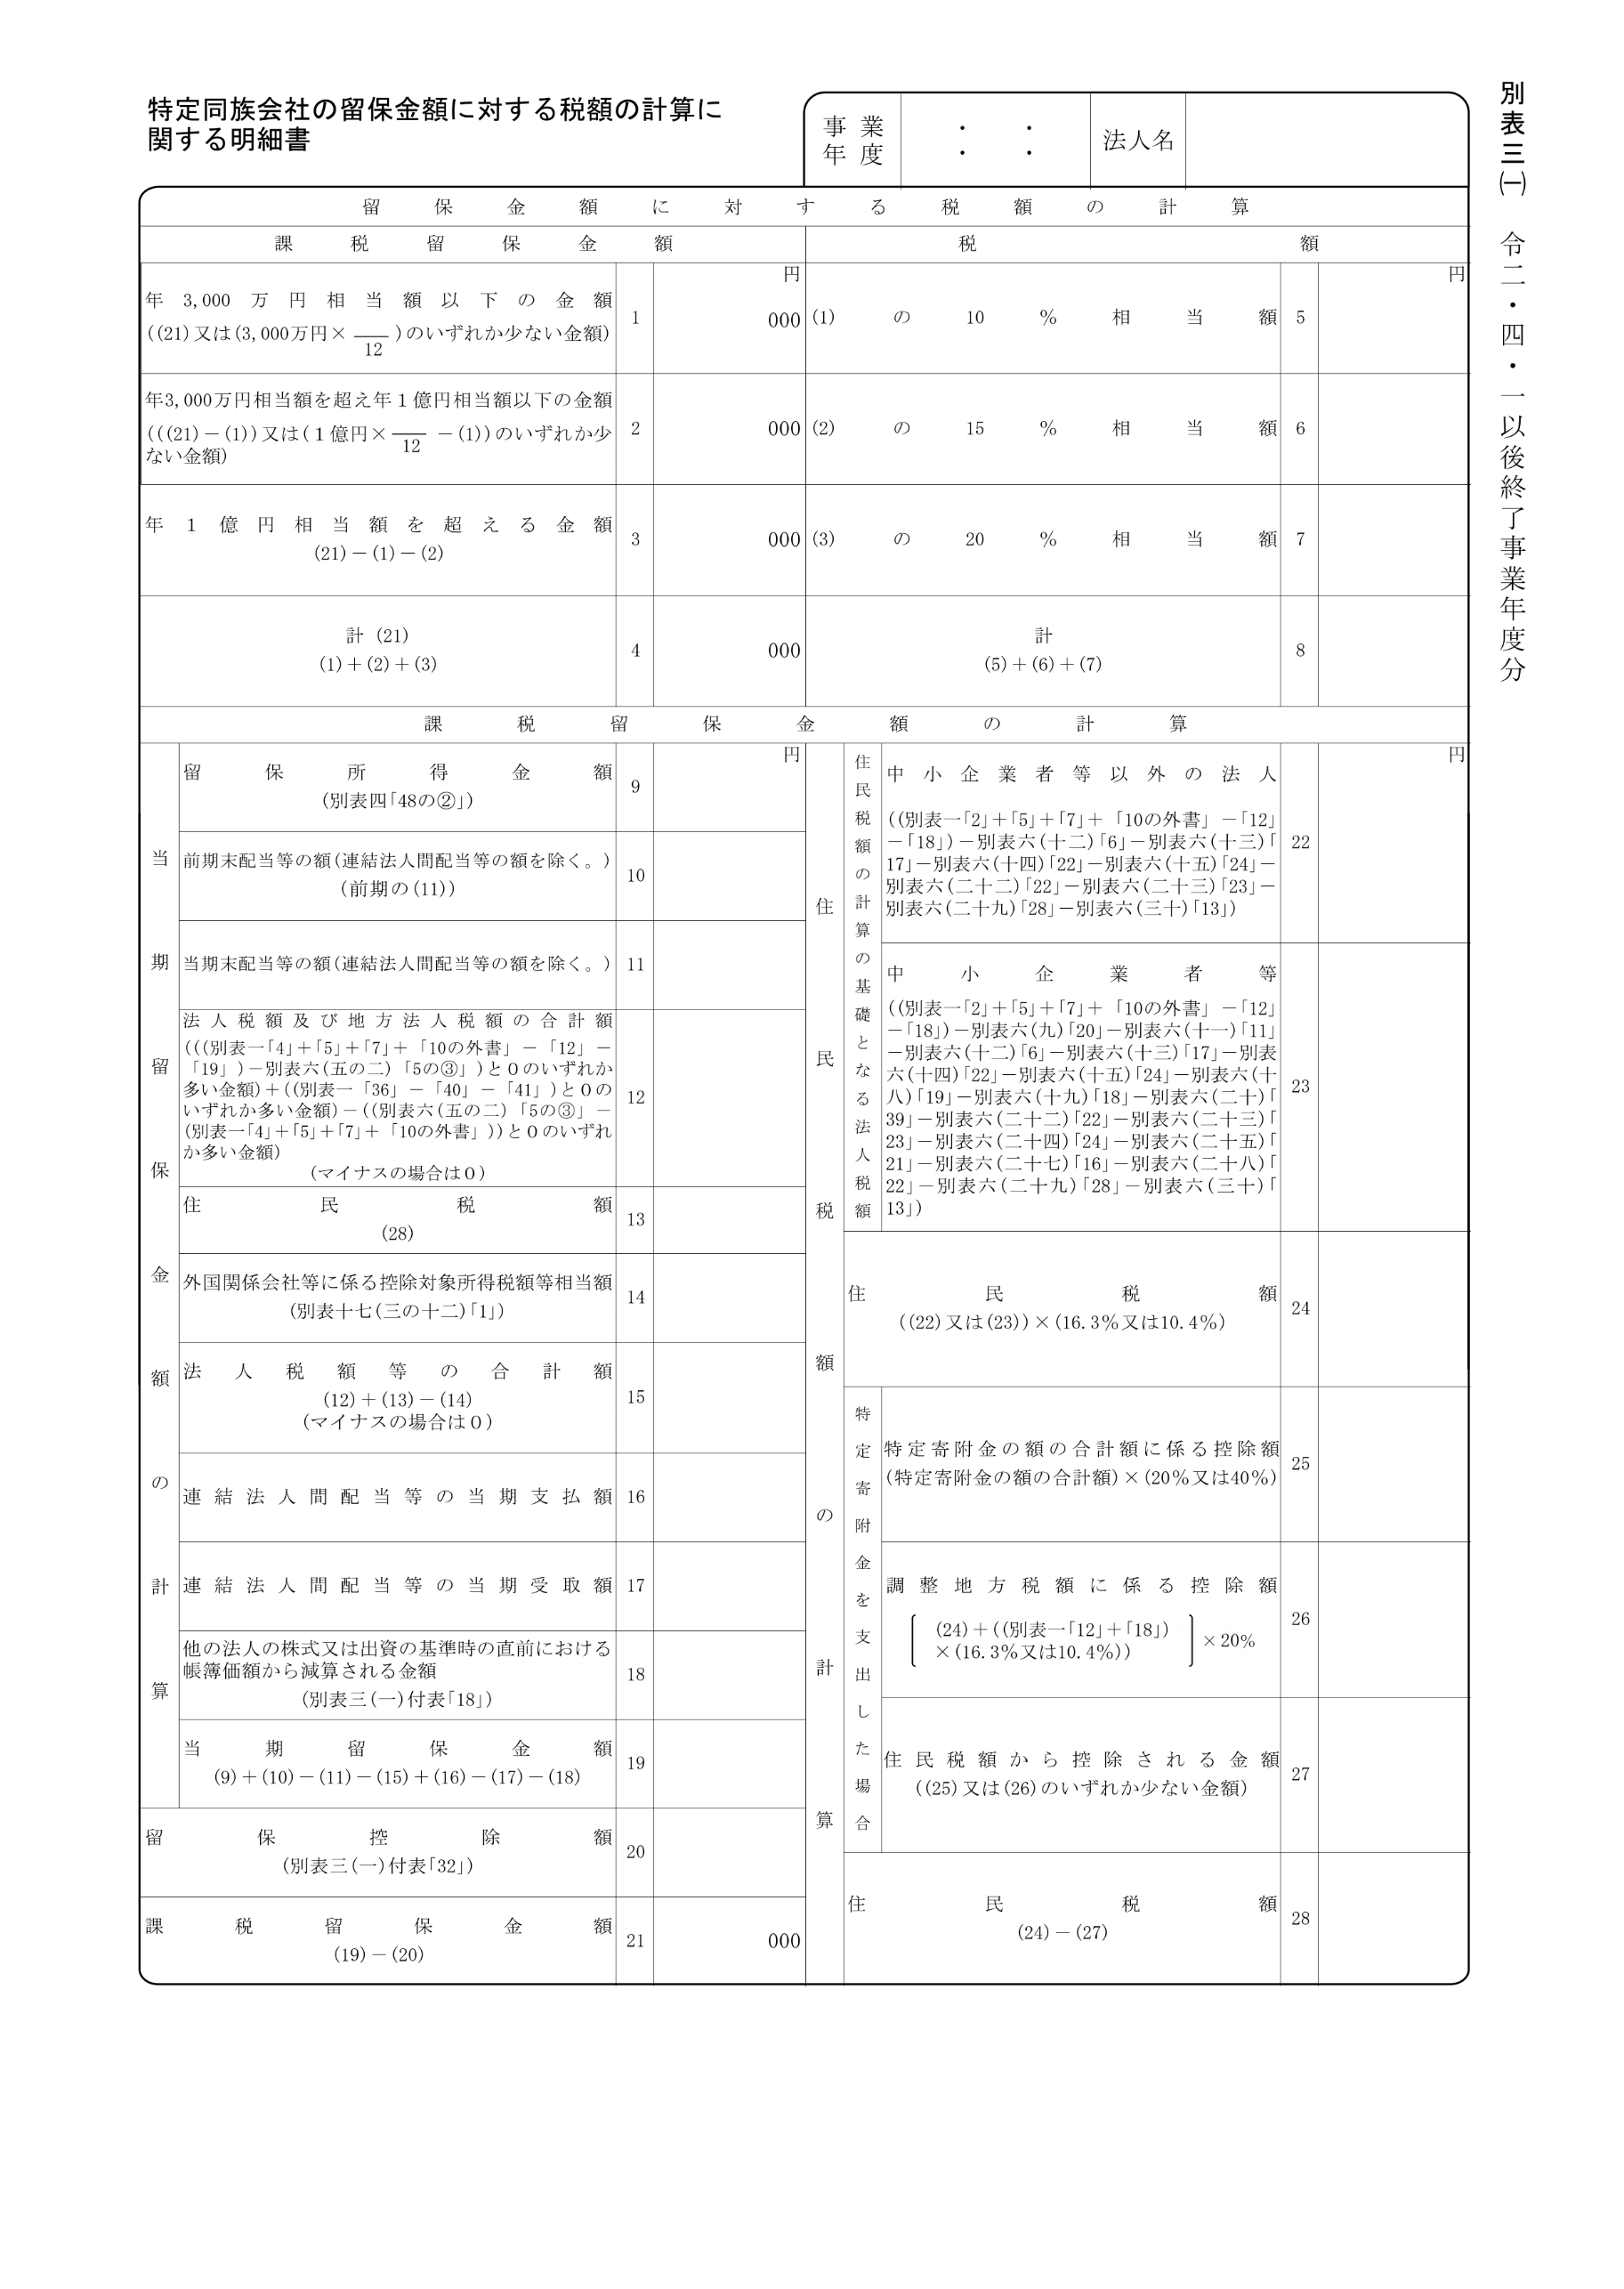 特定同族会社の留保金額に対する税額の計算に
関する明細書
事業
年度
・ ・
・ ・
法人名
別表三(一) 令二・四・一以後終了事業年度分
留保金額に対する税額の計算
課税留保金額
税額
年3,000万円相当額以下の金額
((21)又は(3,000万円× ── )のいずれか少ない金額)
12
1
円
000
(1)の10%相当額
5
円
年3,000万円相当額を超え年1億円相当額以下の金額
(((21)-(1))又は(1億円× ── -(1))のいずれか少
12
ない金額)
2
000
(2)の15%相当額
6
年1億円相当額を超える金額
(21)-(1)-(2)
3
000
(3)の20%相当額
7
計 (21)
(1)+(2)+(3)
4
000
計
(5)+(6)+(7)
8
課税留保金額の計算
当期留保金額の計算
留保所得金額
(別表四「48の②」)
9
円
前期末配当等の額(連結法人間配当等の額を除く。)
(前期の(11))
10
当期末配当等の額(連結法人間配当等の額を除く。)
11
法人税額及び地方法人税額の合計額
(((別表一「4」+「5」+「7」+「10の外書」-「12」-
「19」)-別表六(五の二)「5の③」)と0のいずれか
多い金額)+((別表一「36」-「40」-「41」)と0の
いずれか多い金額)-((別表六(五の二)「5の③」-
(別表一「4」+「5」+「7」+「10の外書」))と0のいずれ
か多い金額)
(マイナスの場合は0)
12
住民税額
(28)
13
外国関係会社等に係る控除対象所得税額等相当額
(別表十七(三の十二)「1」)
14
法人税額等の合計額
(12)+(13)-(14)
(マイナスの場合は0)
15
連結法人間配当等の当期支払額
16
連結法人間配当等の当期受取額
17
他の法人の株式又は出資の基準時の直前における
帳簿価額から減算される金額
(別表三(一)付表「18」)
18
当期留保金額
(9)+(10)-(11)-(15)+(16)-(17)-(18)
19
留保控除額
(別表三(一)付表「32」)
20
課税留保金額
(19)-(20)
21
000
住民税額の計算
住民税額の計算の基礎となる法人税額
中小企業者等以外の法人
((別表一「2」+「5」+「7」+「10の外書」-「12」
-「18」)-別表六(十二)「6」-別表六(十三)「
17」-別表六(十四)「22」-別表六(十五)「24」-
別表六(二十二)「22」-別表六(二十三)「23」-
別表六(二十九)「28」-別表六(三十)「13」)
22
円
中小企業者等
((別表一「2」+「5」+「7」+「10の外書」-「12」
-「18」)-別表六(九)「20」-別表六(十一)「11」
-別表六(十二)「6」-別表六(十三)「17」-別表
六(十四)「22」-別表六(十五)「24」-別表六(十
八)「19」-別表六(十九)「18」-別表六(二十)「
39」-別表六(二十二)「22」-別表六(二十三)「
23」-別表六(二十四)「24」-別表六(二十五)「
21」-別表六(二十七)「16」-別表六(二十八)「
22」-別表六(二十九)「28」-別表六(三十)「
13」)
23
住民税額
((22)又は(23))×(16.3%又は10.4%)
24
特定寄附金を支出した場合
特定寄附金の額の合計額に係る控除額
(特定寄附金の額の合計額)×(20%又は40%)
25
調整地方税額に係る控除額
(24)+((別表一「12」+「18」)
×(16.3%又は10.4%))
×20%
26
住民税額から控除される金額
((25)又は(26)のいずれか少ない金額)
27
住民税額
(24)-(27)
28